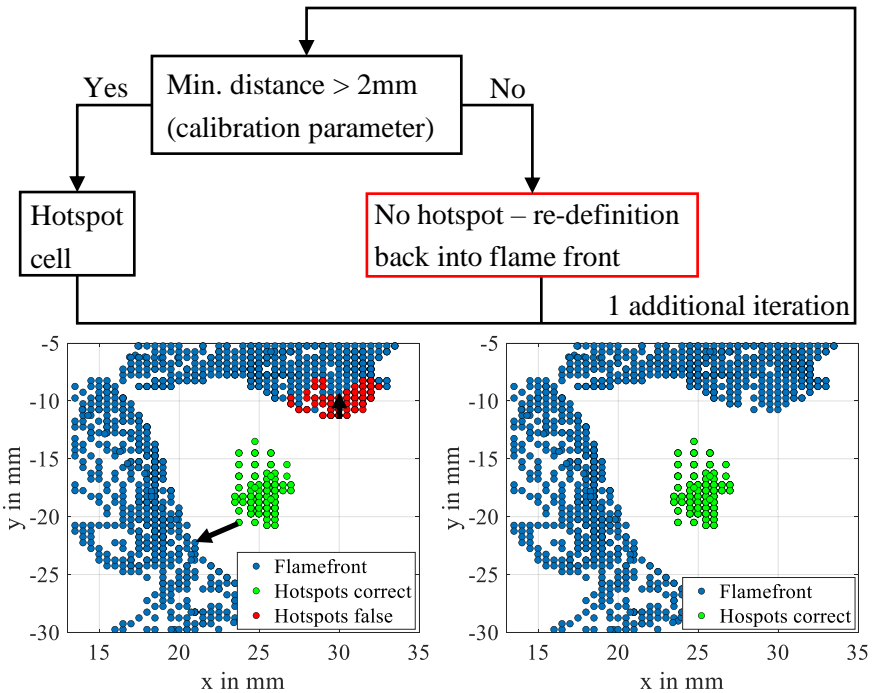 Yes
Min. distance > 2mm
(calibration parameter)
No
Hotspot
cell
No hotspot – re-definition
back into flame front
1 additional iteration
-5
-10
-15
-20
-25
-30
y in mm
15
20
25
30
35
x in mm
Flamefront
Hotspots correct
Hotspots false
-5
-10
-15
-20
-25
-30
y in mm
15
20
25
30
35
x in mm
Flamefront
Hospots correct